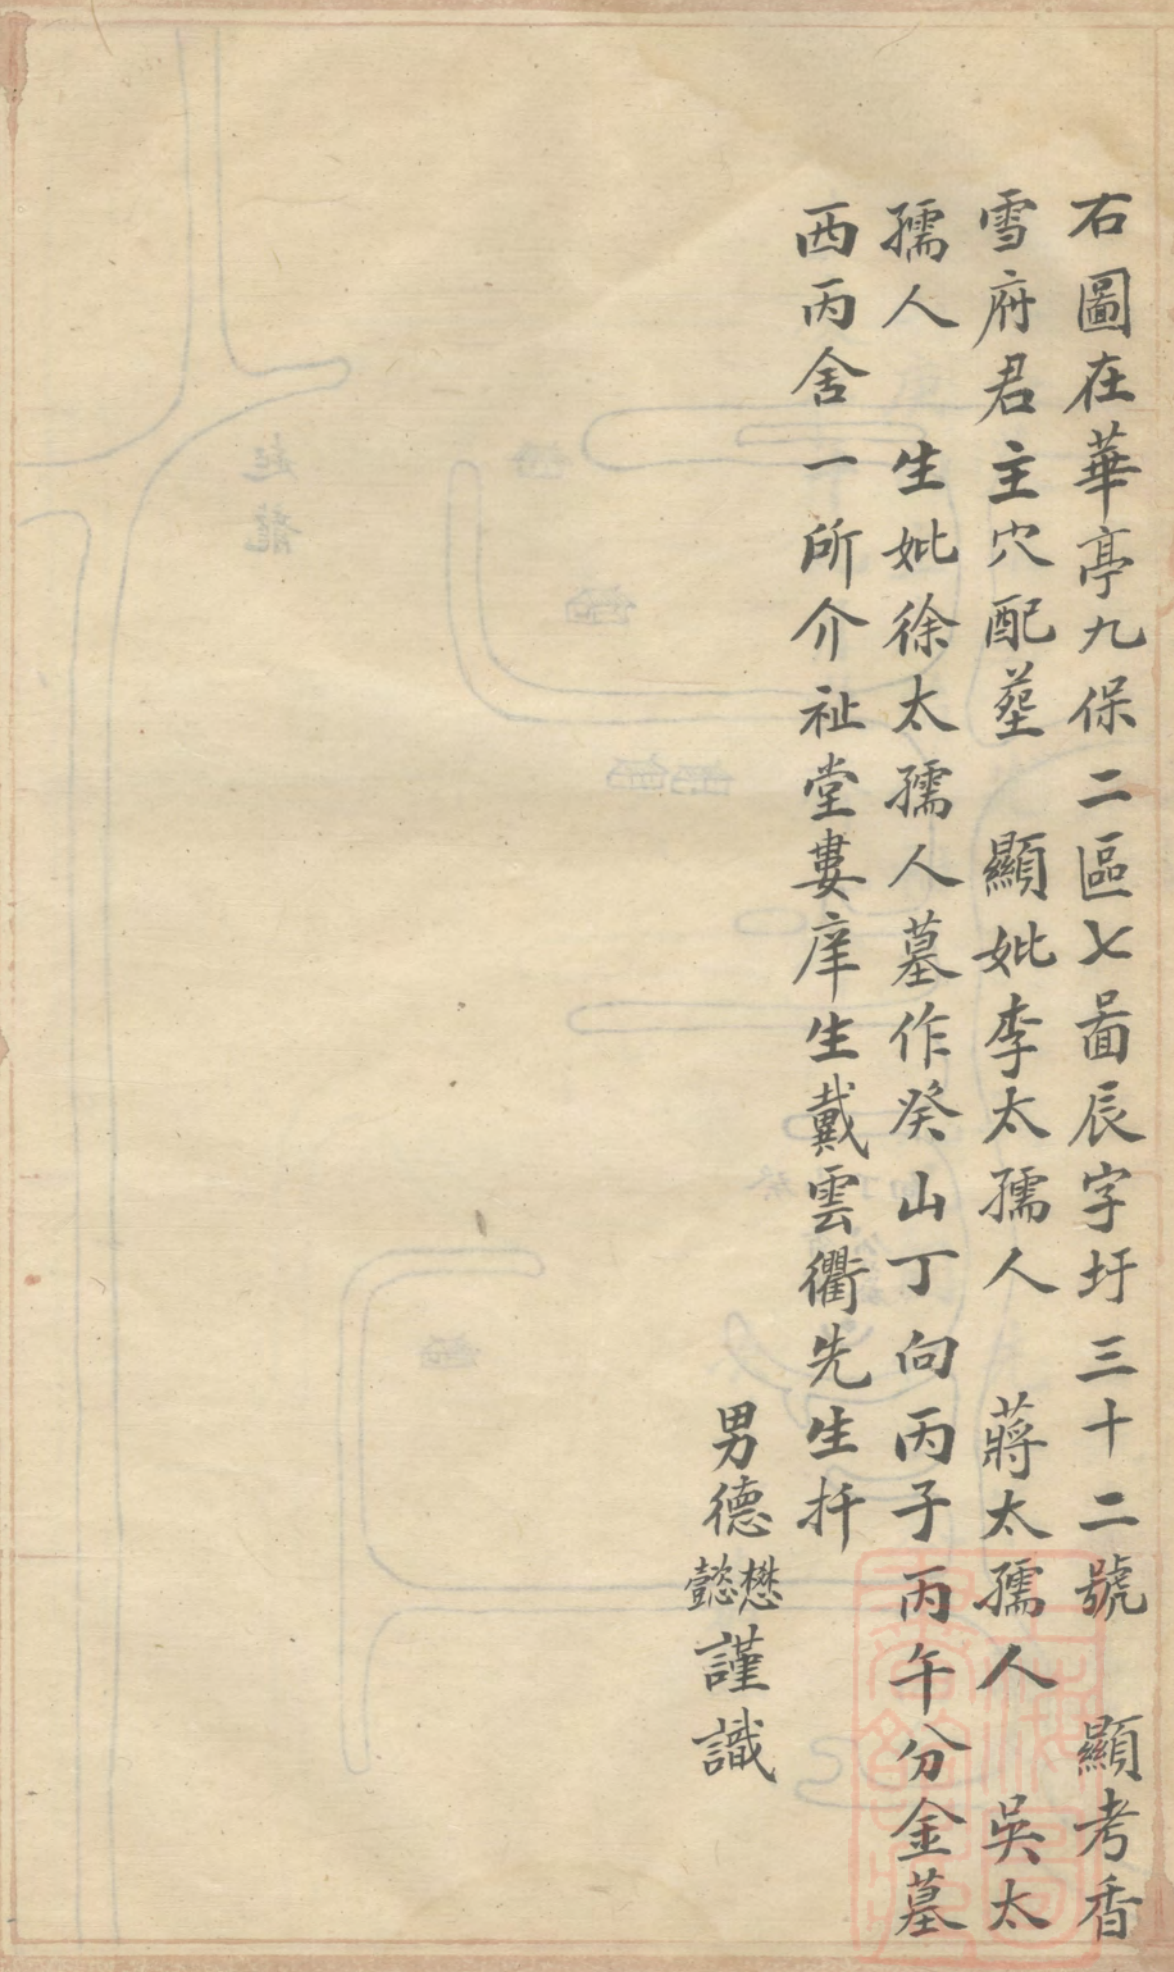 右圖在華亭九保二區七啚辰字圩三十二號　顯考香
雪府君主穴配塟　顯妣李太孺人　蔣太孺人　吳太
孺人　生妣徐太孺人墓作癸山丁向丙子丙午分金墓
西丙舍一所介祉堂婁庠生戴雲衢先生扦
男德懋懿謹識
起龍